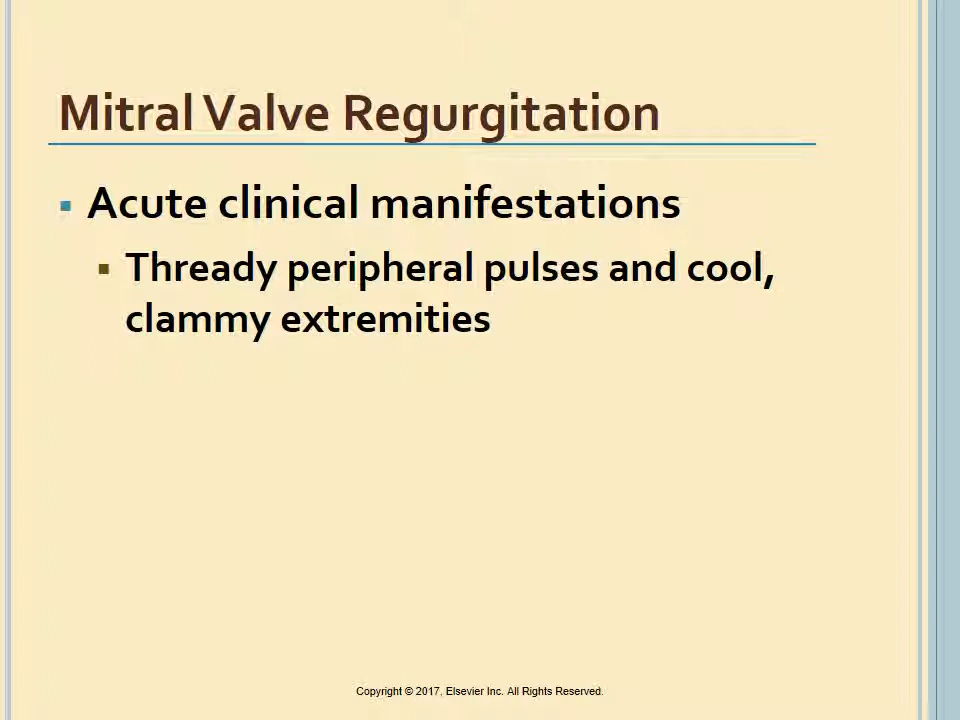 Mitral Valve Regurgitation
▪ Acute clinical manifestations
▪ Thready peripheral pulses and cool,
clammy extremities
Copyright © 2017, Elsevier Inc. All Rights Reserved.